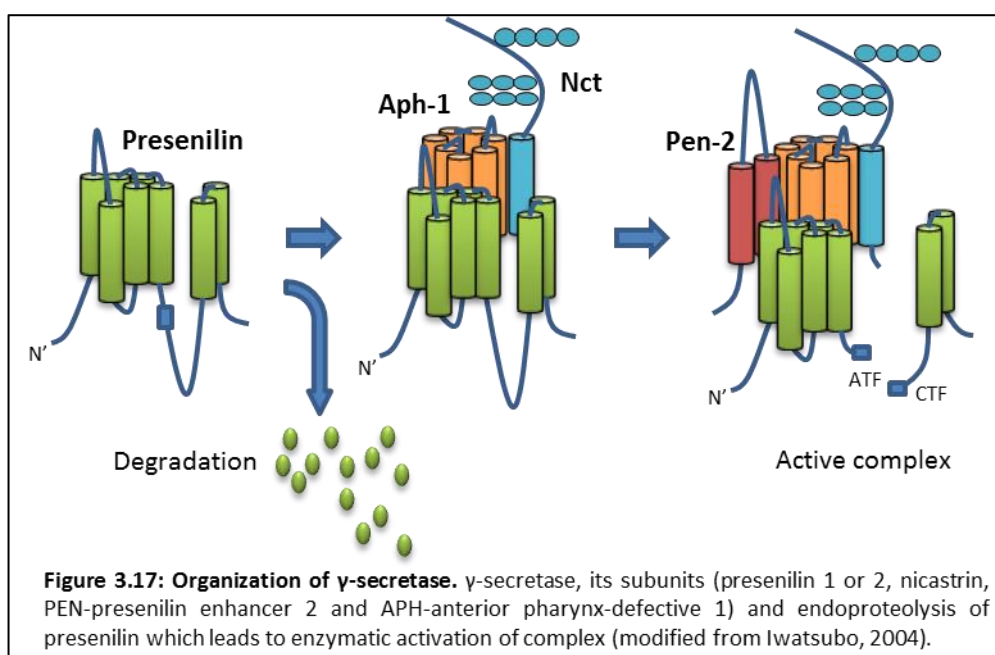 Nct
Aph-1
Presenilin
Pen-2
N'
ATF
CTF
N'
Degradation
Active complex
Figure 3.17: Organization of γ-secretase. γ-secretase, its subunits (presenilin 1 or 2, nicastrin,
PEN-presenilin enhancer 2 and APH-anterior pharynx-defective 1) and endoproteolysis of
presenilin which leads to enzymatic activation of complex (modified from Iwatsubo, 2004).